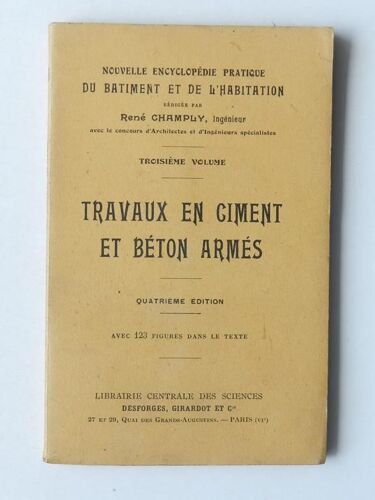 NOUVELLE ENCYCLOPÉDIE PRATIQUE
DU BATIMENT ET DE L'HABITATION
RÉDIGÉE PAR
René CHAMPLY, Ingénieur
avec le concours d'Architectes et d'Ingénieurs spécialistes
TROISIÈME VOLUME
TRAVAUX EN CIMENT
ET BÉTON ARMÉS
QUATRIÈME ÉDITION
AVEC 123 FIGURES DANS LE TEXTE
LIBRAIRIE CENTRALE DES SCIENCES
DESFORGES, GIRARDOT ET Cie
27 ET 29, QUAI DES GRANDS-AUGUSTINS. — PARIS (VIe)